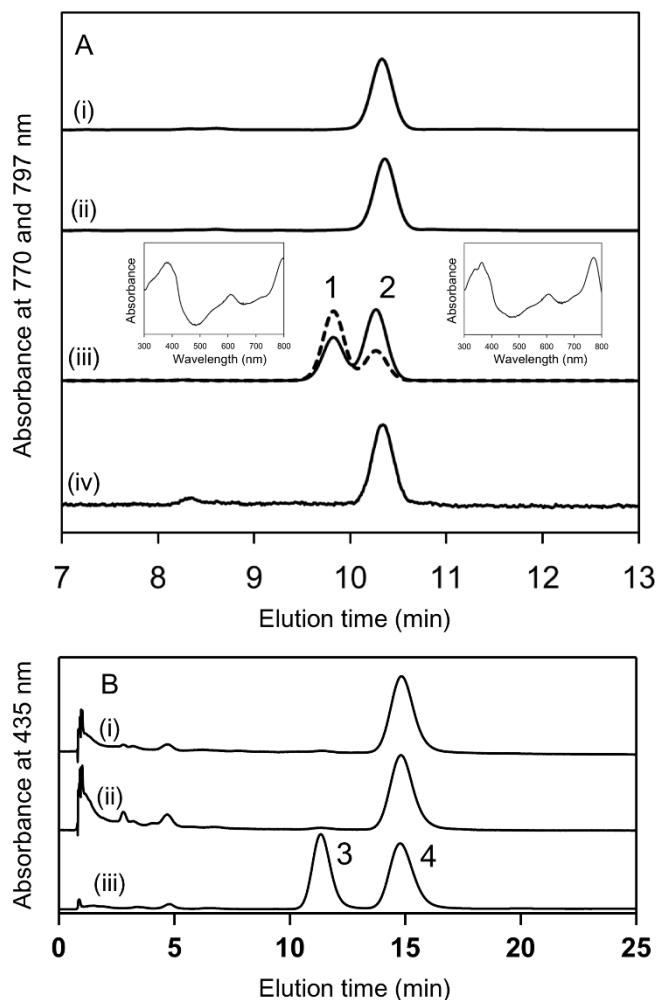 A
Absorbance at 770 and 797 nm
(i)
(ii)
Absorbance
300 400 500 600 700 800
Wavelength (nm)
1 2
Absorbance
300 400 500 600 700 800
Wavelength (nm)
(iii)
(iv)
7 8 9 10 11 12 13
Elution time (min)
B
Absorbance at 435 nm
(i)
(ii)
(iii)
3 4
0 5 10 15 20 25
Elution time (min)